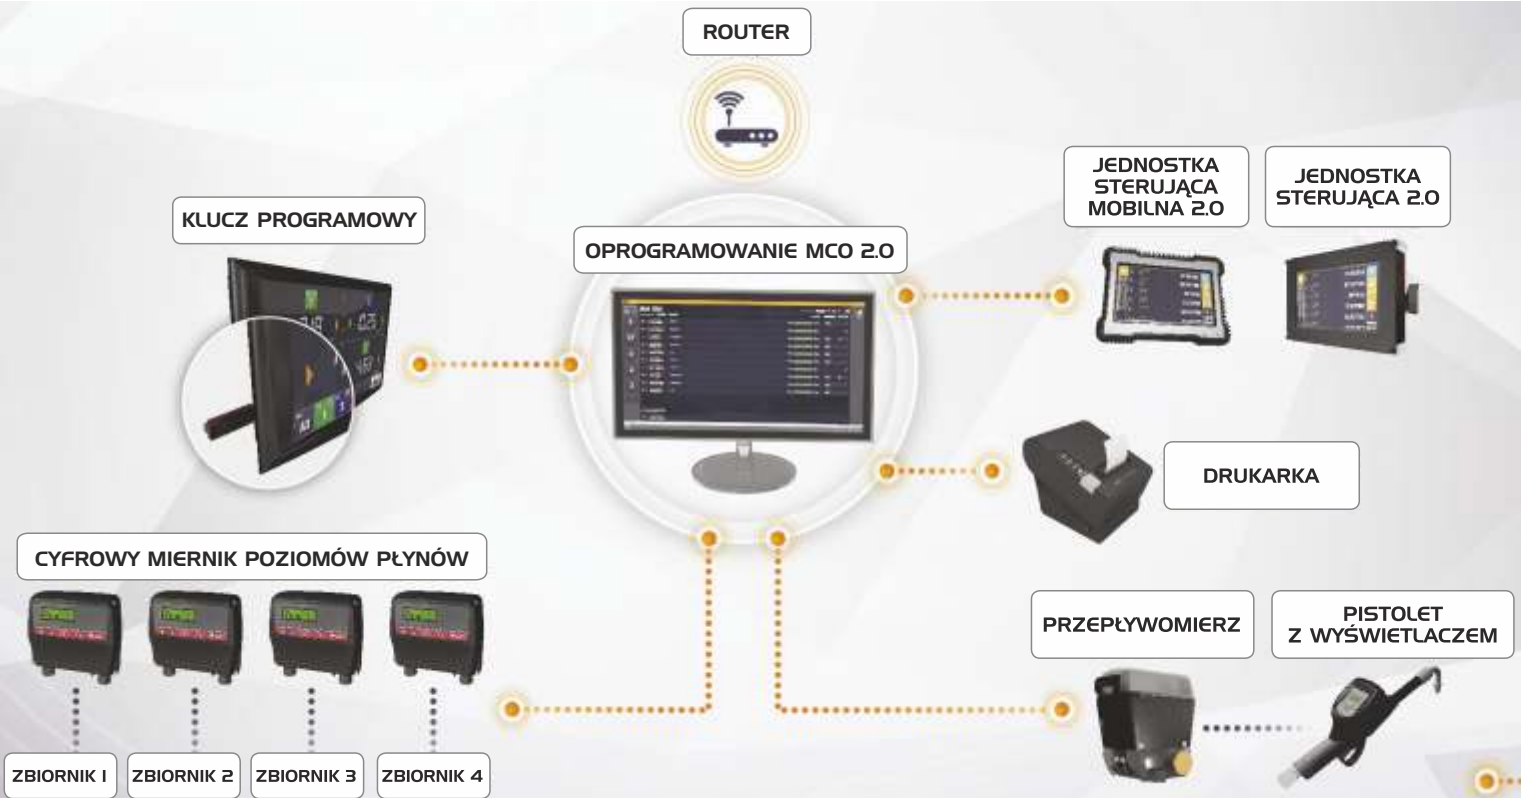 ROUTER
KLUCZ PROGRAMOWY
OPROGRAMOWANIE MCO 2.0
JEDNOSTKA
STERUJĄCA
MOBILNA 2.0
JEDNOSTKA
STERUJĄCA 2.0
DRUKARKA
CYFROWY MIERNIK POZIOMÓW PŁYNÓW
PRZEPŁYWOMIERZ
PISTOLET
Z WYŚWIETLACZEM
ZBIORNIK 1
ZBIORNIK 2
ZBIORNIK 3
ZBIORNIK 4